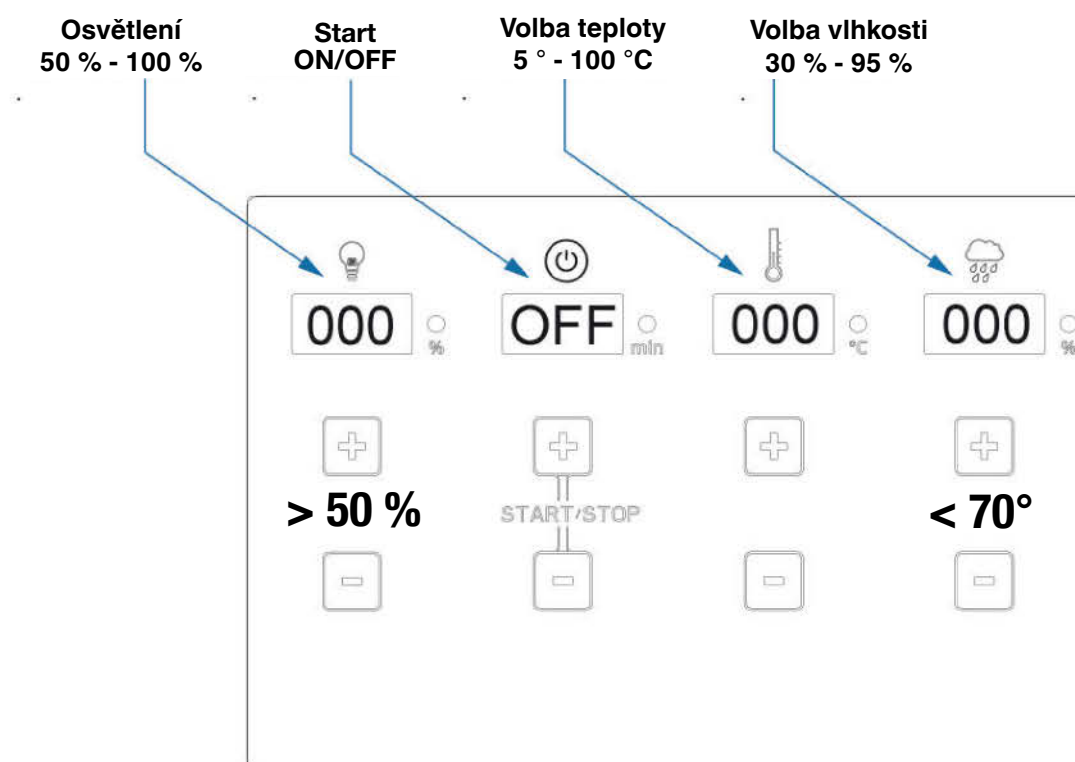 Osvětlení
50 % - 100 %
Start
ON/OFF
Volba teploty
5 ° - 100 °C
Volba vlhkosti
30 % - 95 %
000
%
OFF
min
000
°C
000
%
> 50 %
START/STOP
< 70°